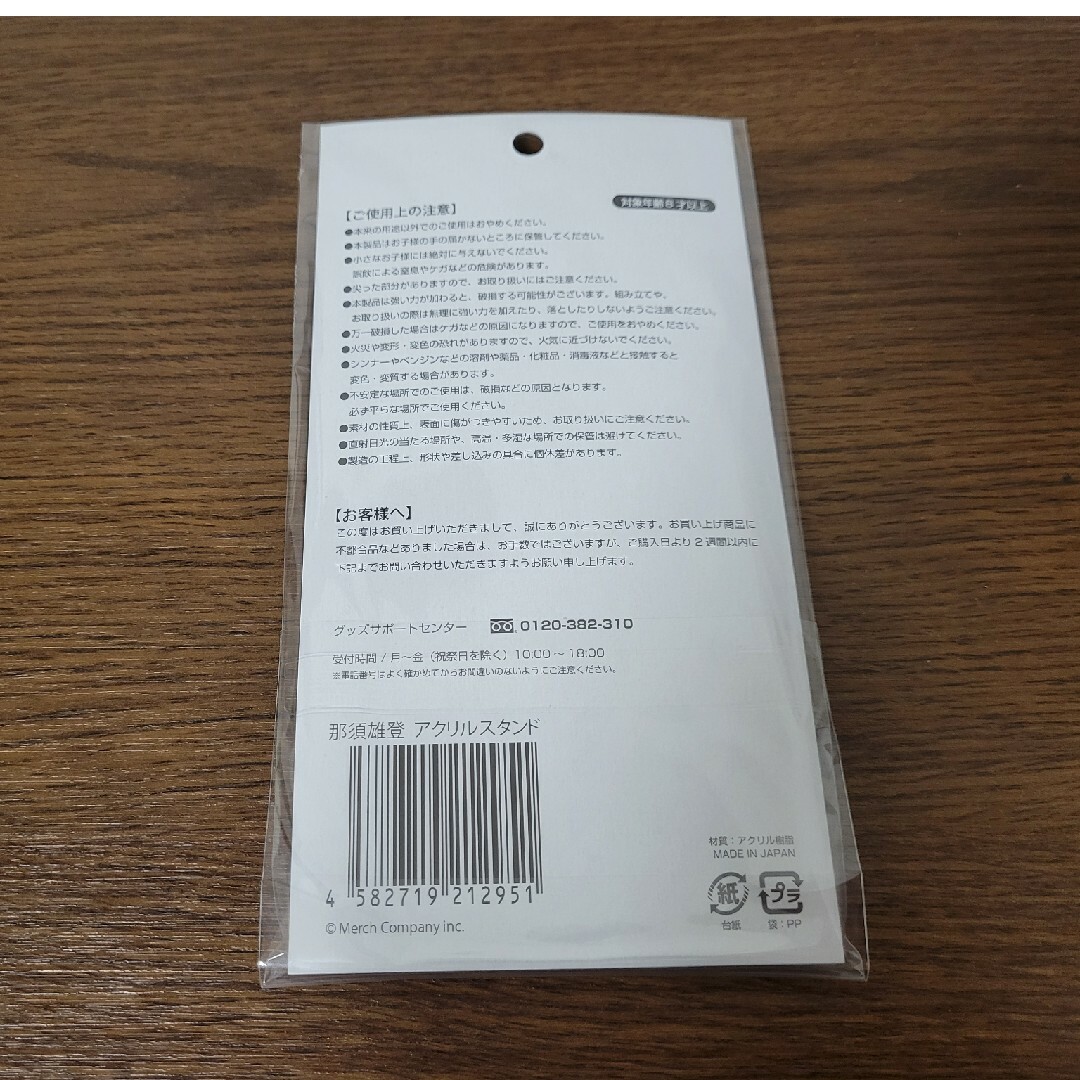 対象年齢8才以上
【ご使用上の注意】
●本来の用途以外でのご使用はおやめください。
●本製品はお子様の手の届かないところに保管してください。
●小さなお子様には絶対に与えないでください。
誤飲による窒息やケガなどの危険があります。
●尖った部分がありますので、お取り扱いにはご注意ください。
●本製品は強い力が加わると、破損する可能性がございます。組み立てや、
お取り扱いの際は無理に強い力を加えたり、落としたりしないようご注意ください。
●万一破損した場合はケガなどの原因になりますので、ご使用をおやめください。
●火災や変形・変色の恐れがありますので、火気に近づけないでください。
●シンナーやベンジンなどの溶剤や薬品・化粧品・消毒液などと接触すると
変色・変質する場合があります。
●不安定な場所でのご使用は、破損などの原因となります。
必ず平らな場所でご使用ください。
●素材の性質上、表面に傷がつきやすいため、お取り扱いにご注意ください。
●直射日光の当たる場所や、高温・多湿な場所での保管は避けてください。
●製造の工程上、形状や差し込みの具合に個体差があります。
【お客様へ】
この度はお買い上げいただきまして、誠にありがとうございます。お買い上げ商品に
不都合品などありました場合は、お手数ではございますが、ご購入日より2週間以内に
下記までお問い合わせいただきますようお願い申し上げます。
グッズサポートセンター 0120-382-310
受付時間/月～金（祝祭日を除く）10:00～18:00
※電話番号はよく確かめてからお間違いのないようにご注意ください。
那須雄登 アクリルスタンド
4 582719 212951
© Merch Company inc.
材質：アクリル樹脂
MADE IN JAPAN
紙 プラ
台紙 袋：PP